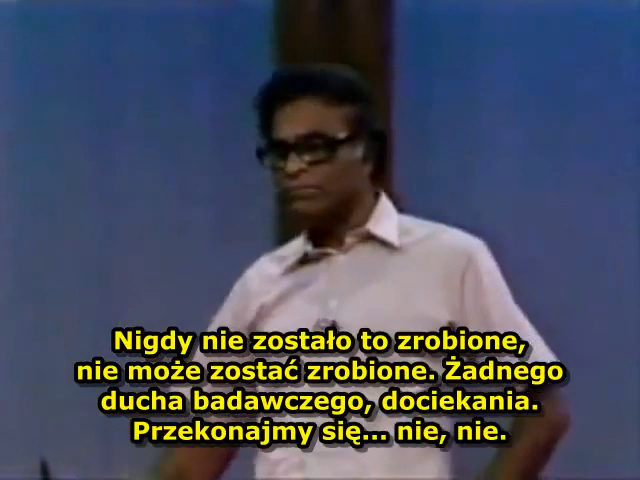 Nigdy nie zostało to zrobione,
nie może zostać zrobione. Żadnego
ducha badawczego, dociekania.
Przekonajmy się... nie, nie.